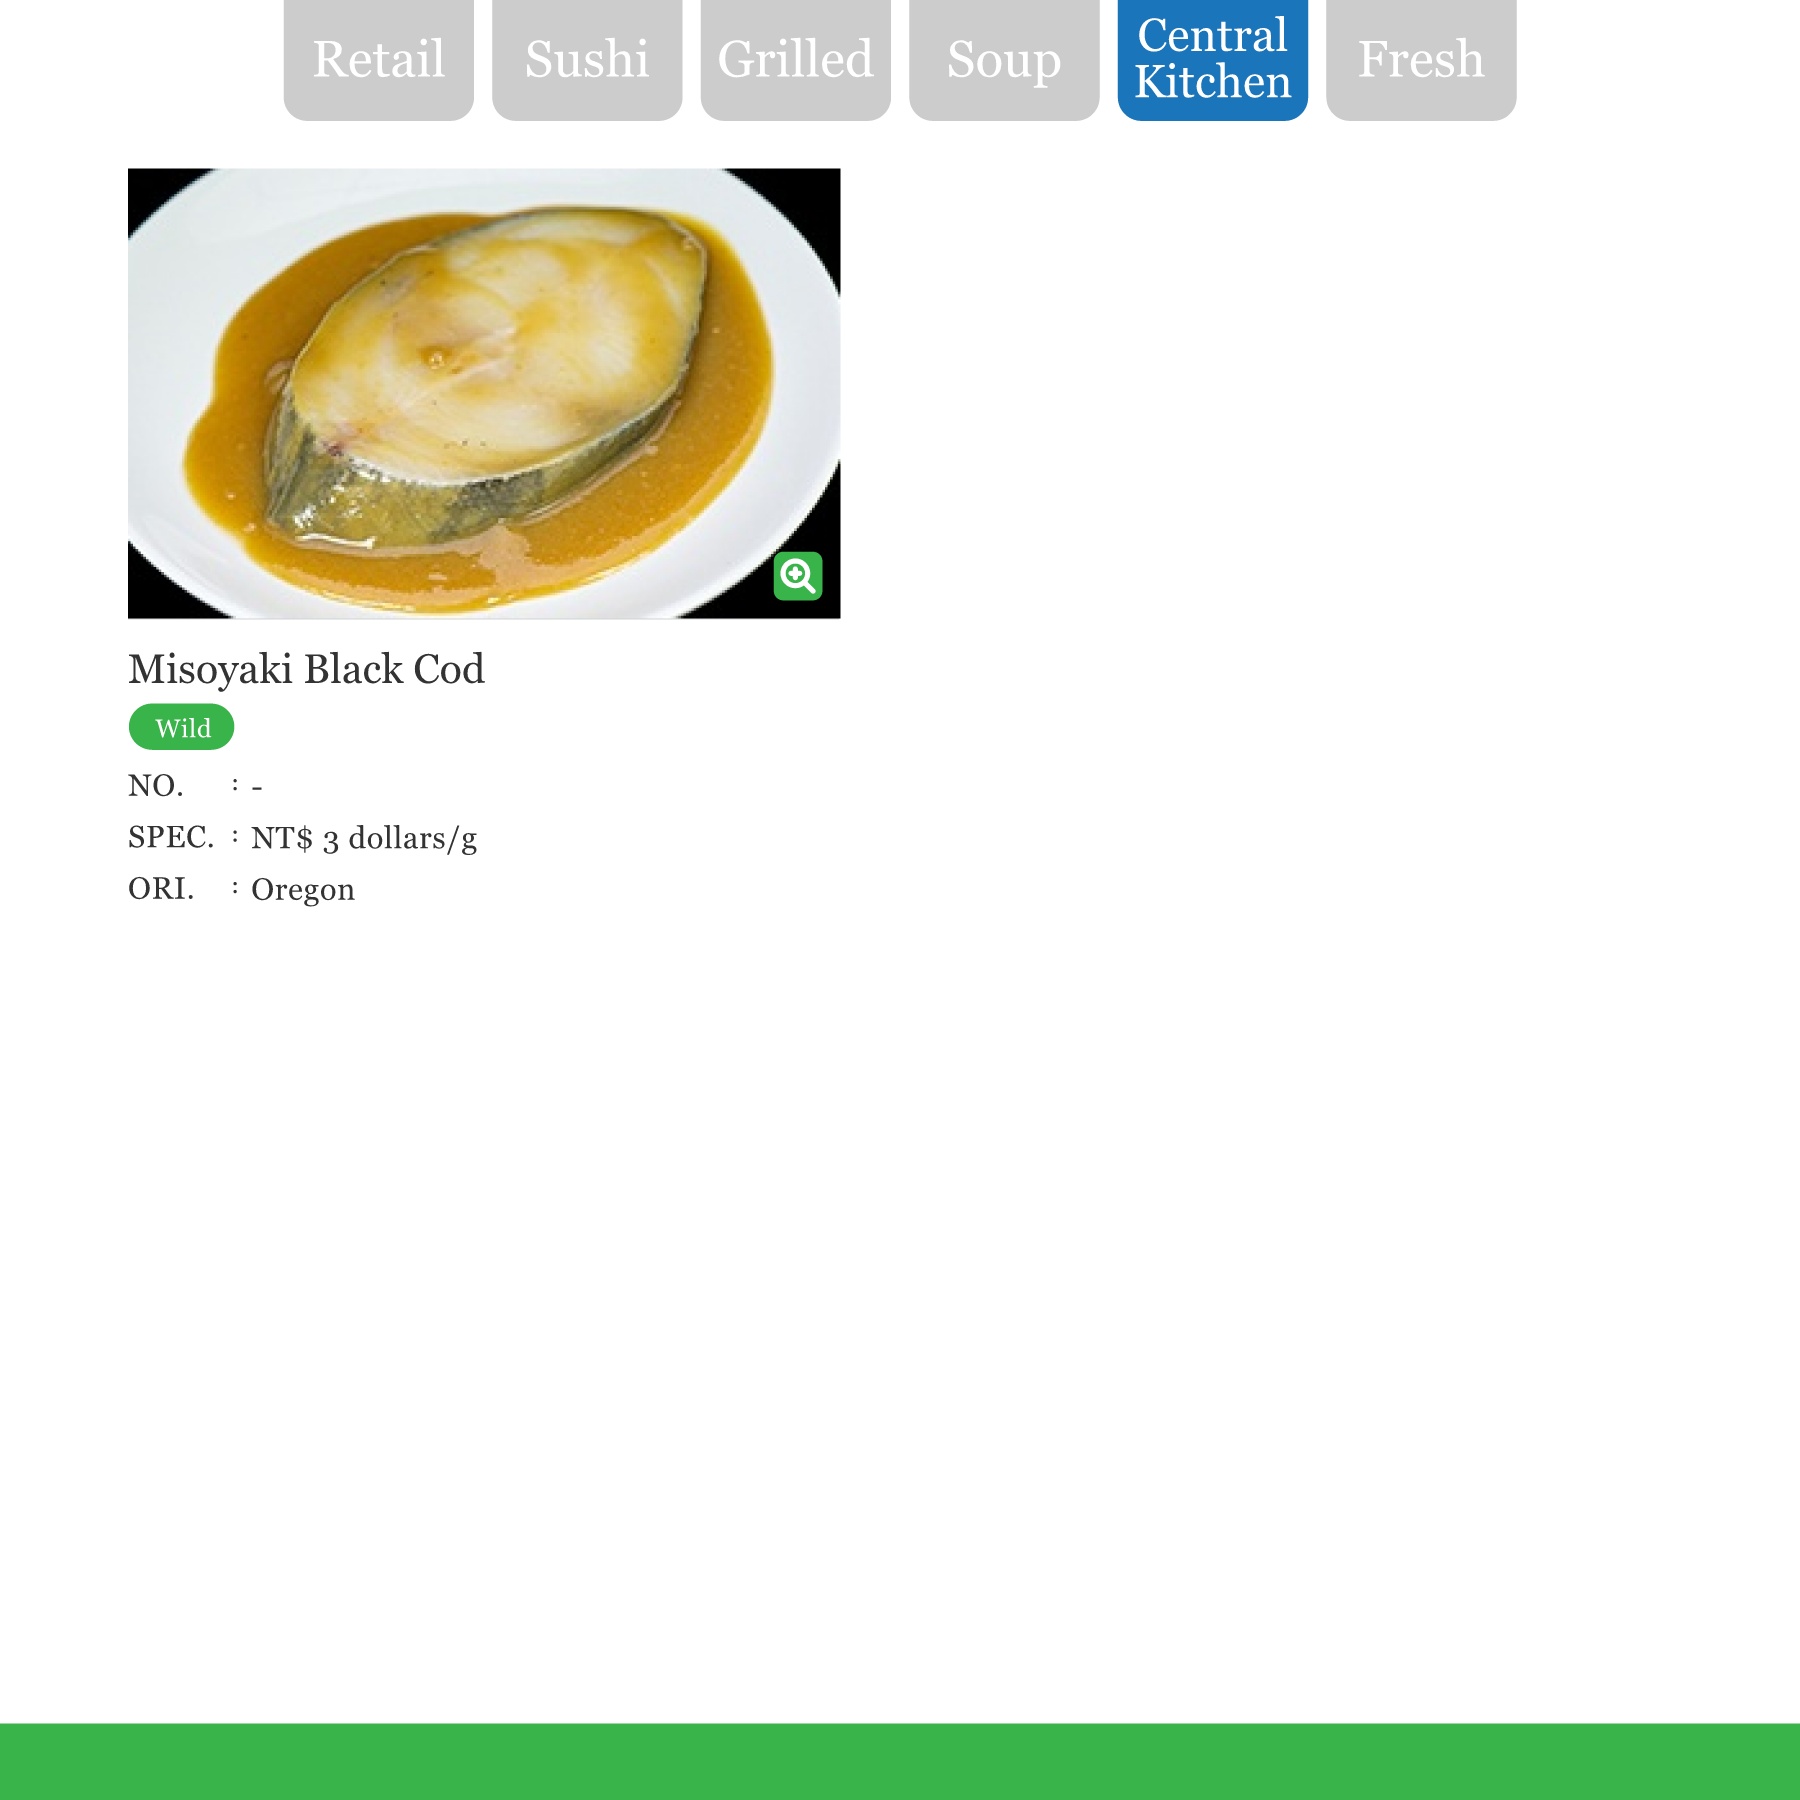 Retail
Sushi
Grilled
Soup
Central
Kitchen
Fresh
Misoyaki Black Cod
Wild
NO. : -
SPEC. : NT$ 3 dollars/g
ORI. : Oregon